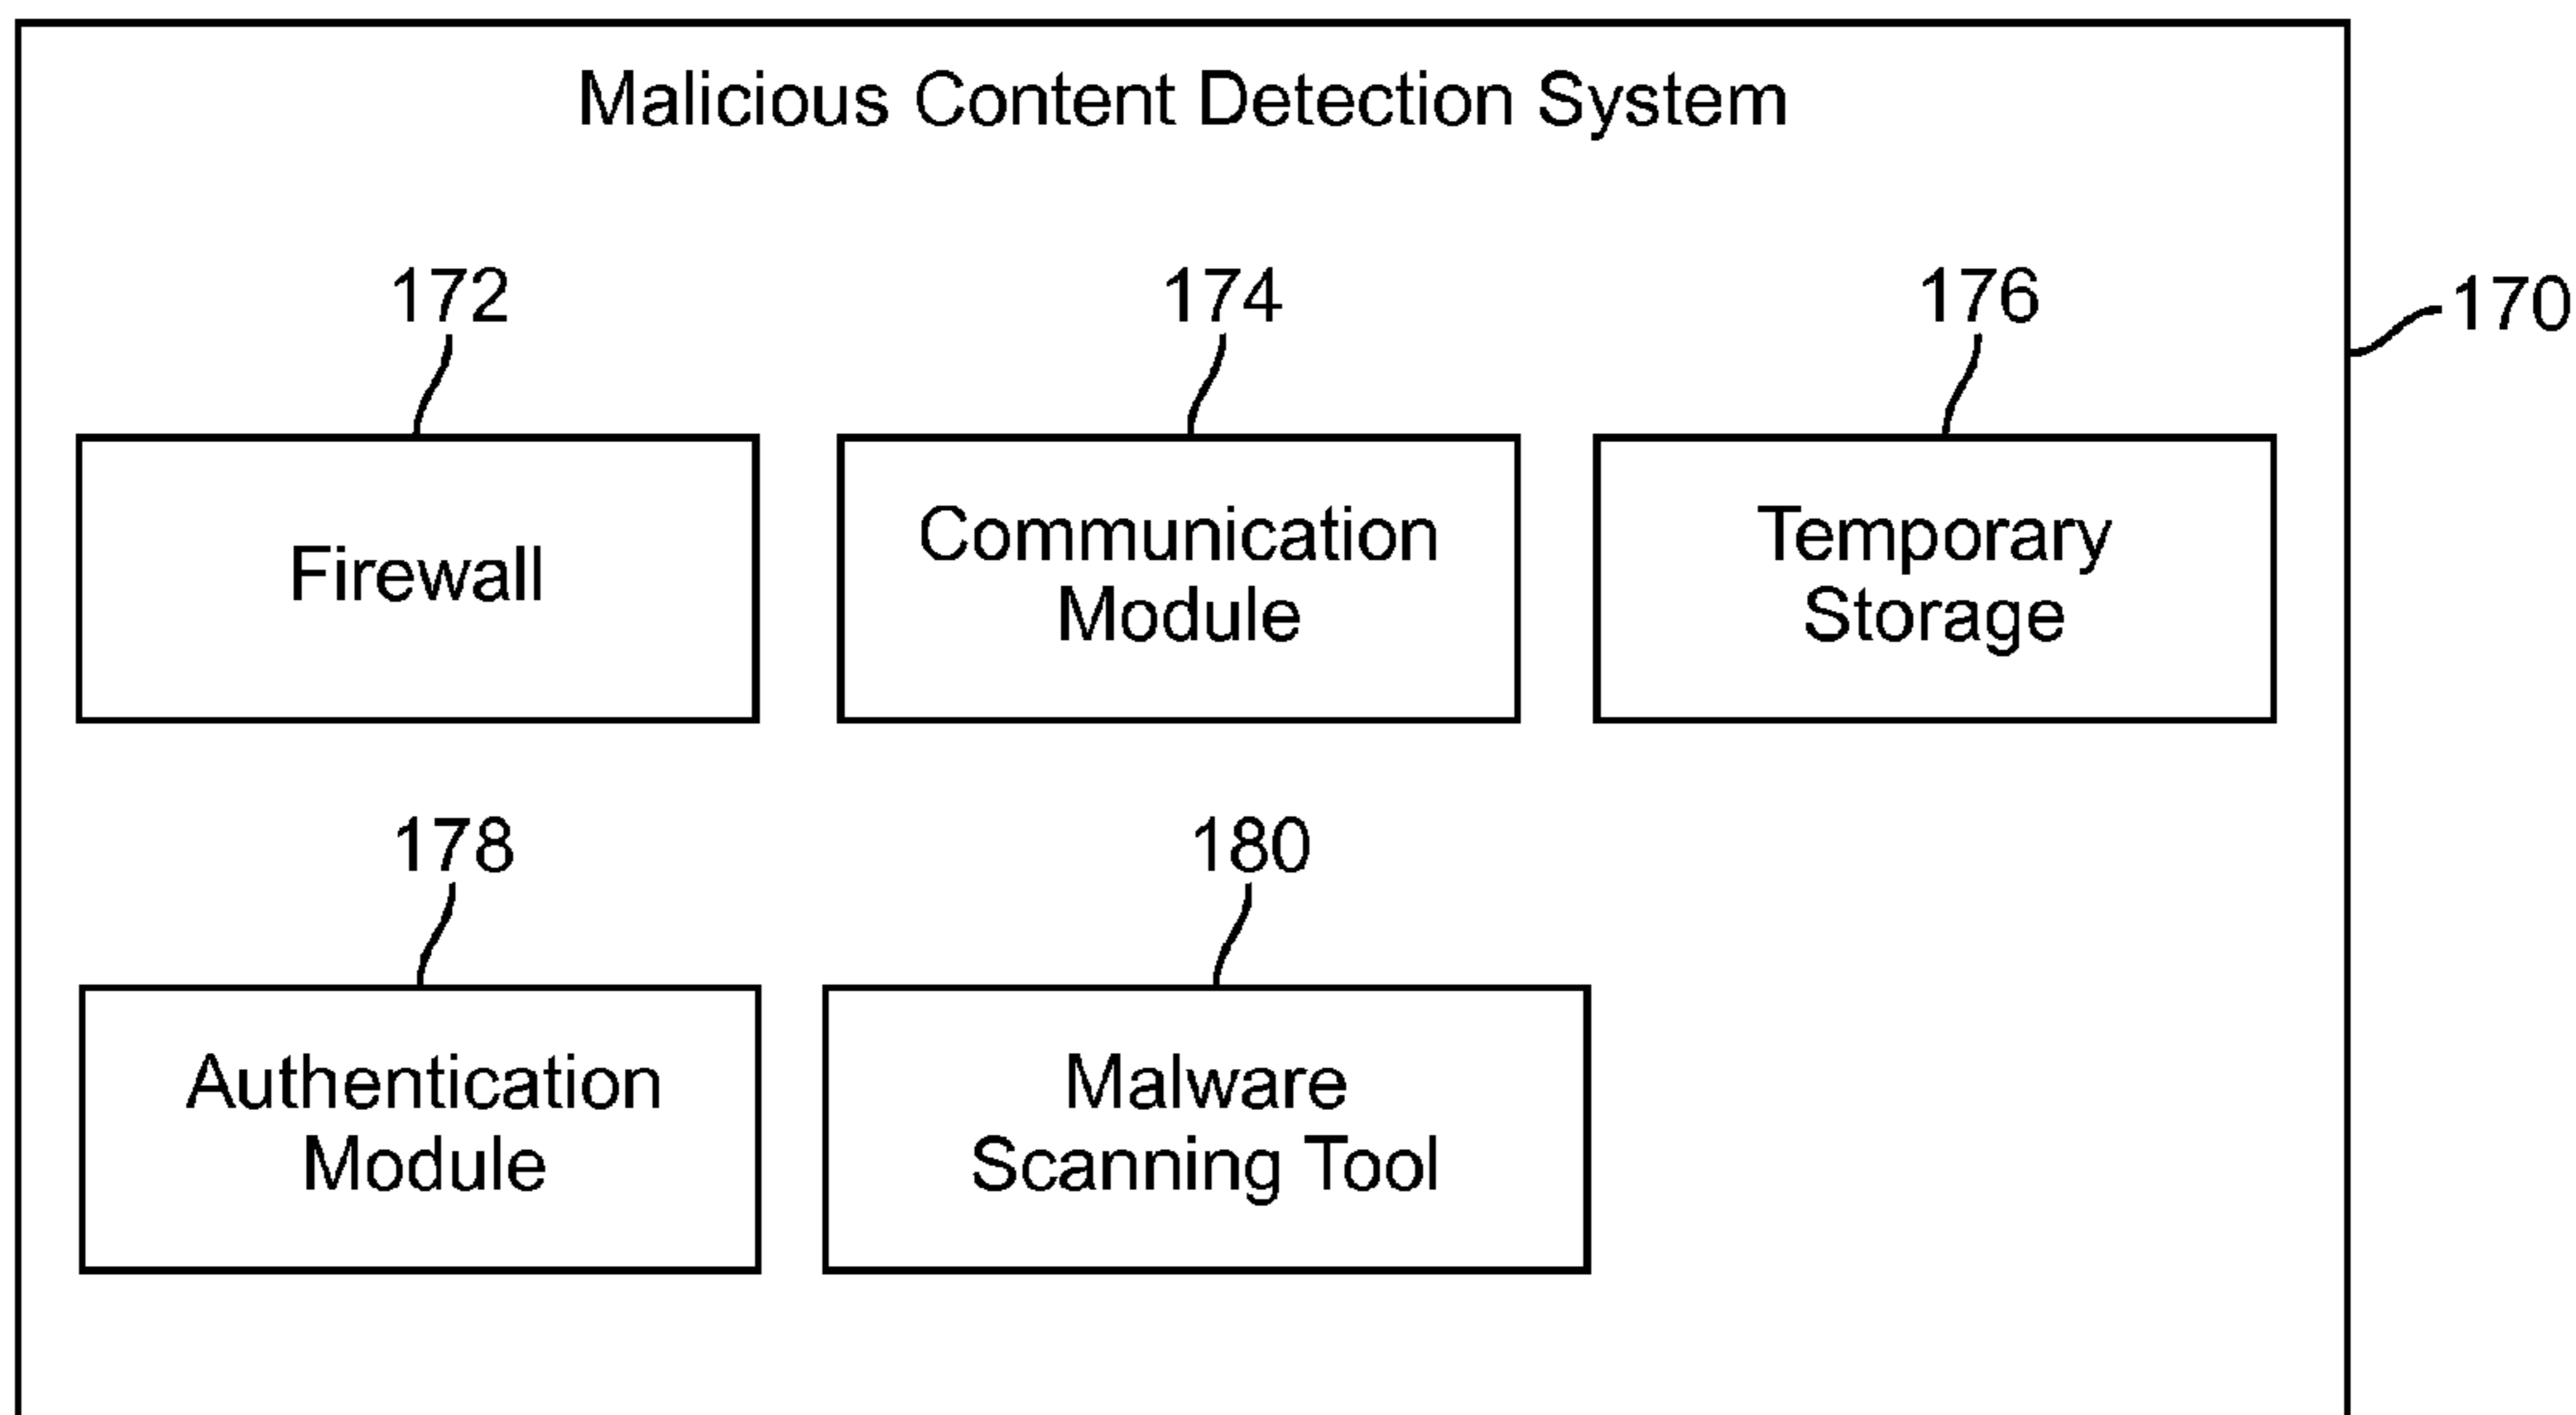 Malicious Content Detection System
172
174
176
170
Firewall
Communication
Module
Temporary
Storage
178
180
Authentication
Module
Malware
Scanning Tool